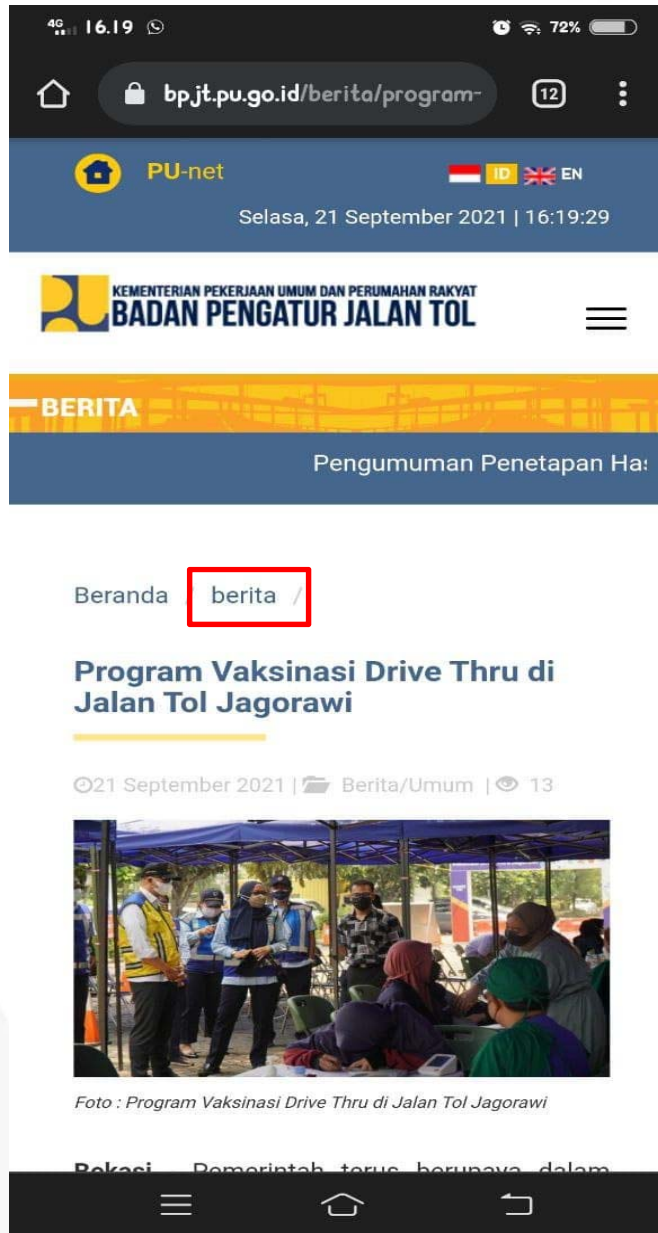 4G 16.19 72%
bpjt.pu.go.id/berita/program- 12
PU-net ID EN
Selasa, 21 September 2021 | 16:19:29
KEMENTERIAN PEKERJAAN UMUM DAN PERUMAHAN RAKYAT
BADAN PENGATUR JALAN TOL
BERITA
Pengumuman Penetapan Has
Beranda / berita /
Program Vaksinasi Drive Thru di
Jalan Tol Jagorawi
21 September 2021 | Berita/Umum | 13
Foto : Program Vaksinasi Drive Thru di Jalan Tol Jagorawi
Bekasi - Pemerintah terus berupaya dalam